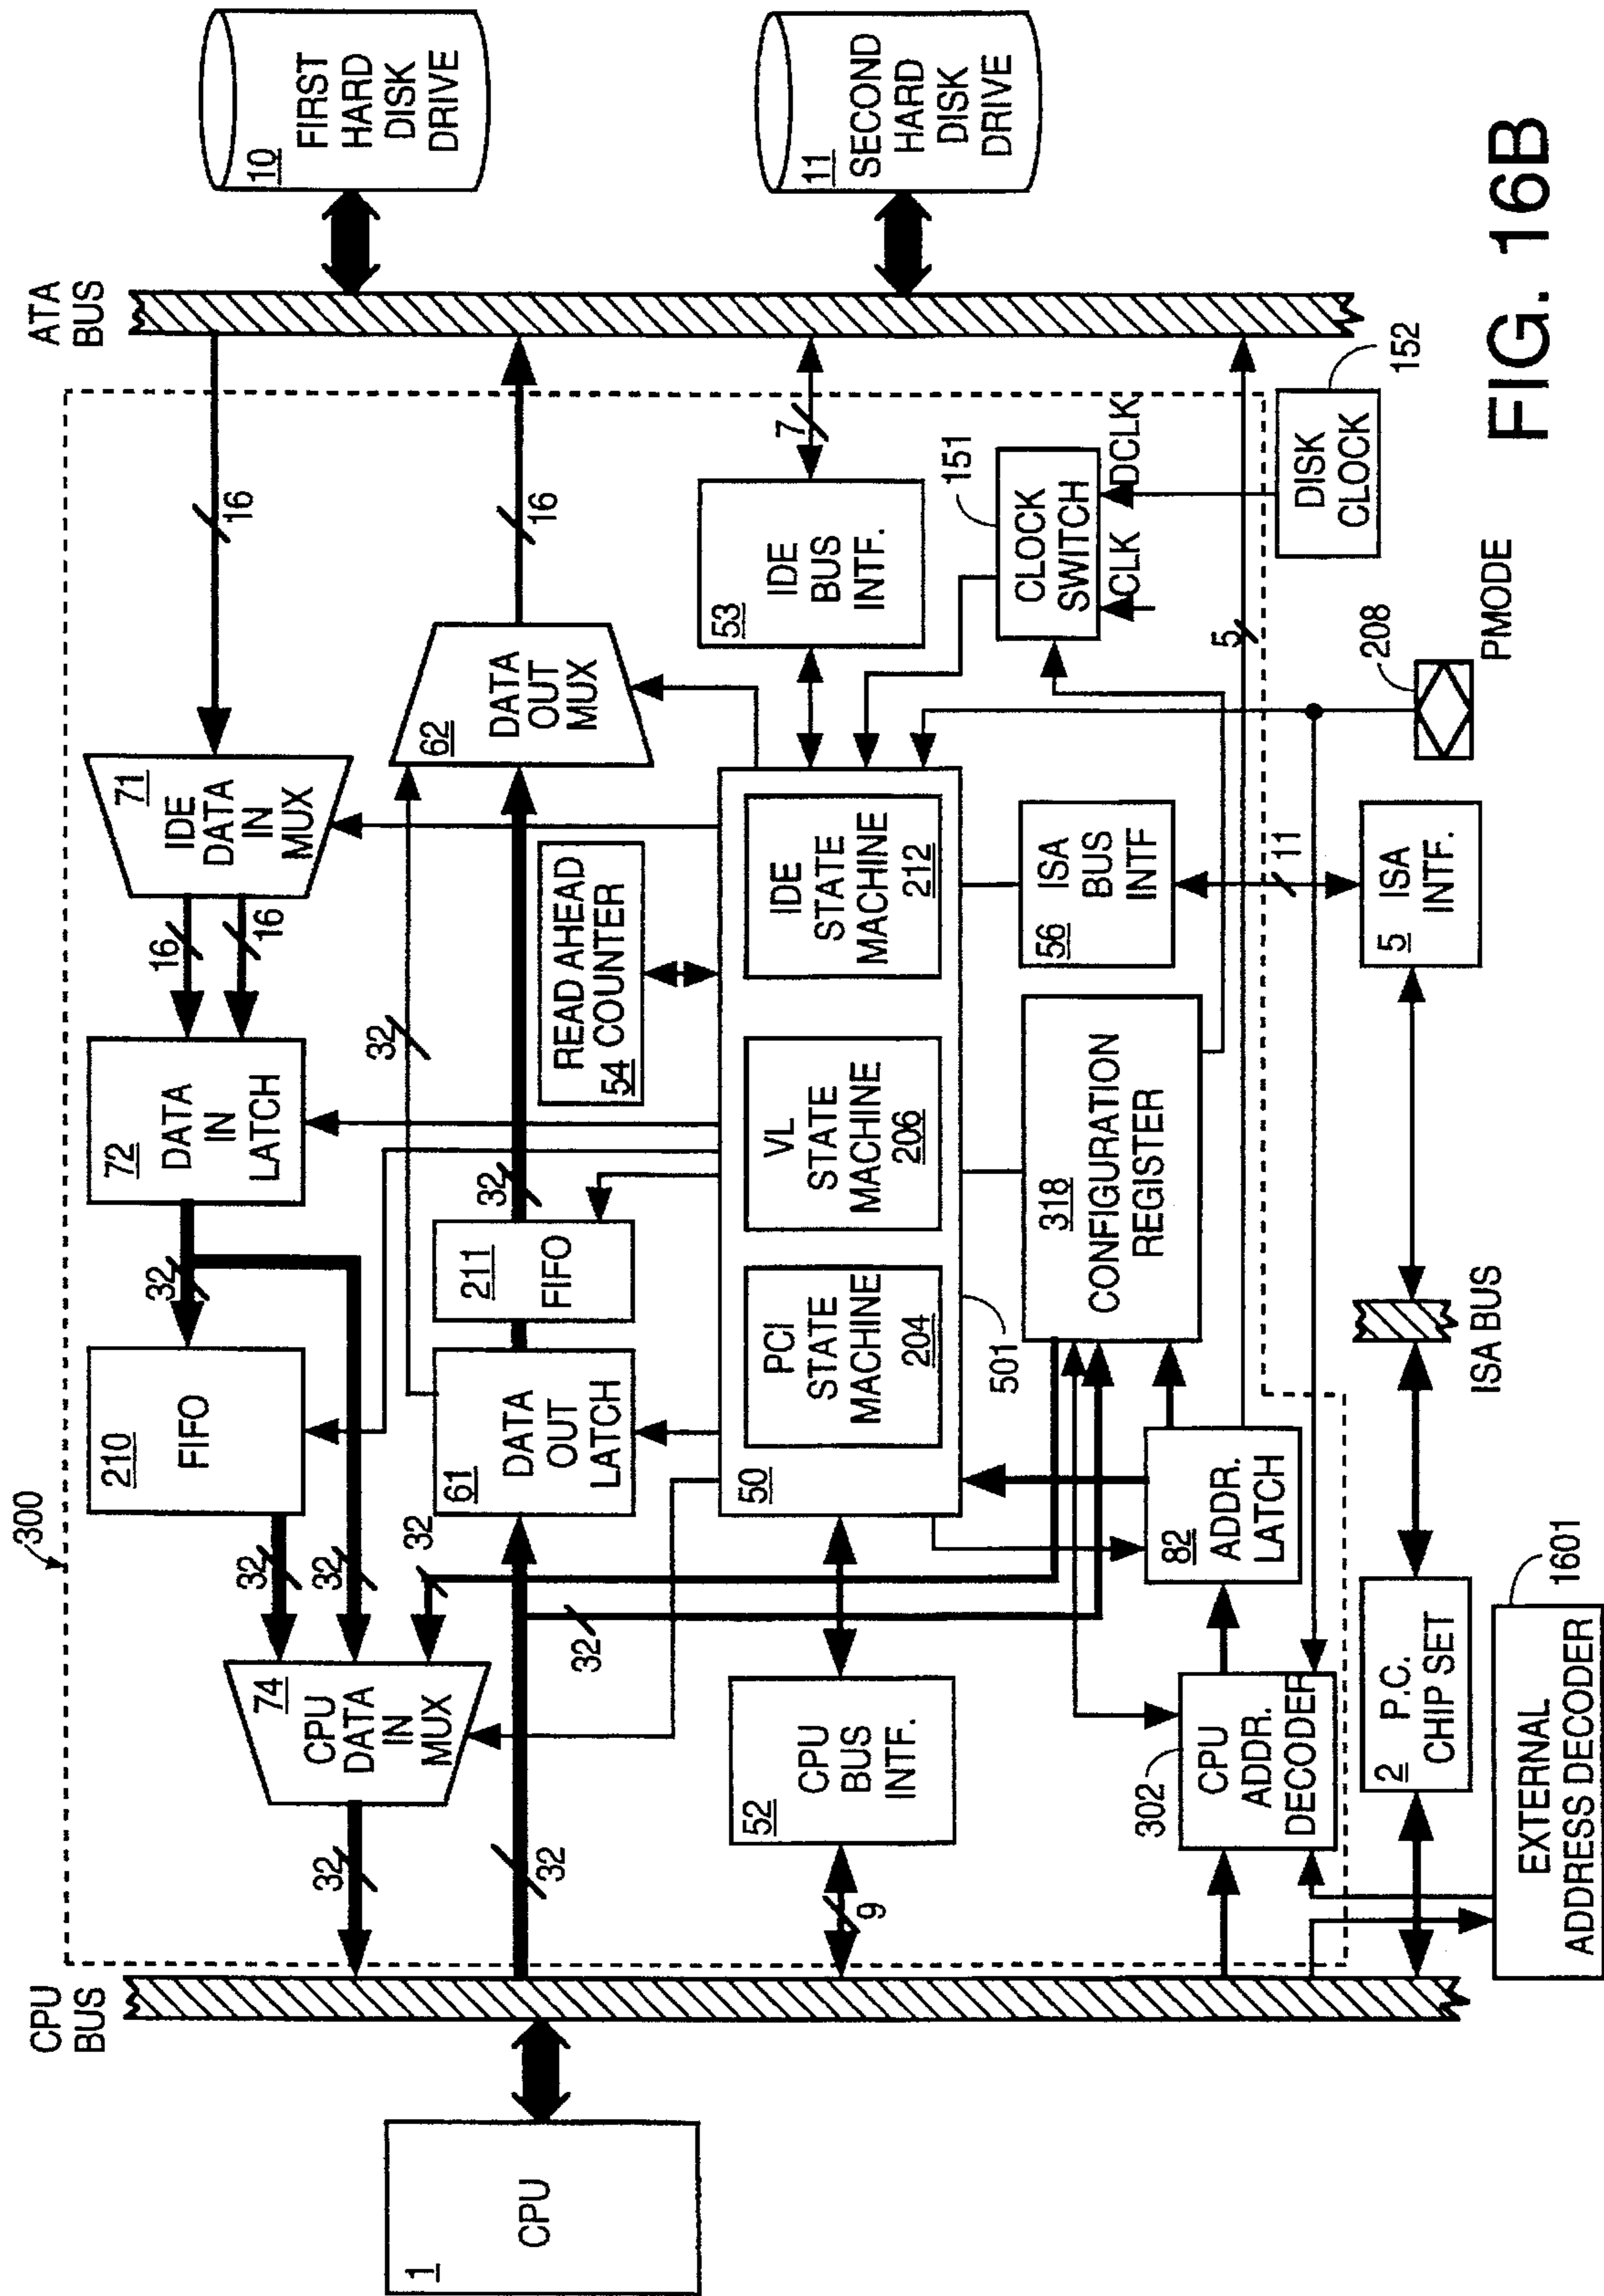 300
CPU
BUS
ATA
BUS
1
CPU
74
CPU
DATA
IN
MUX
32
32
32
32
210
FIFO
32
72
DATA
IN
LATCH
16
16
71
IDE
DATA
IN
MUX
16
10
FIRST
HARD
DISK
DRIVE
32
32
61
DATA
OUT
LATCH
211
FIFO
32
32
62
DATA
OUT
MUX
16
READ AHEAD
54 COUNTER
52
CPU
BUS
INTF.
9
50
PCI
STATE
MACHINE
204
VL
STATE
MACHINE
206
IDE
STATE
MACHINE
212
501
53
IDE
BUS
INTF.
7
11
SECOND
HARD
DISK
DRIVE
151
CLOCK
SWITCH
CLK
DCLK
302
CPU
ADDR.
DECODER
82
ADDR.
LATCH
318
CONFIGURATION
REGISTER
56
ISA
BUS
INTF
11
5
DISK
CLOCK
152
2
P.C.
CHIP SET
ISA BUS
5
ISA
INTF.
208
PMODE
1601
EXTERNAL
ADDRESS DECODER
FIG. 16B